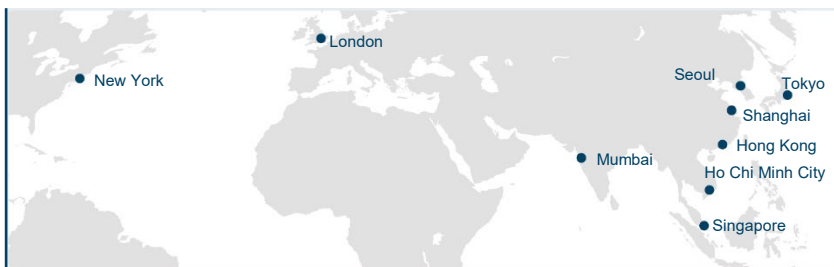 London
New York
Seoul
Tokyo
Shanghai
Hong Kong
Mumbai
Ho Chi Minh City
Singapore